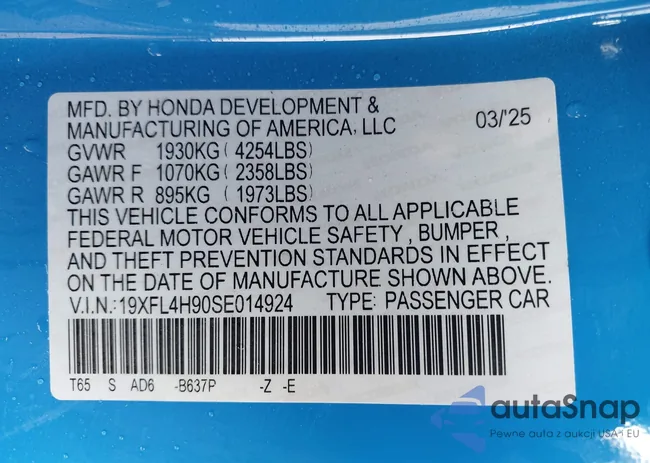 MFD. BY HONDA DEVELOPMENT &
MANUFACTURING OF AMERICA, LLC 03/'25
GVWR 1930KG ( 4254LBS)
GAWR F 1070KG ( 2358LBS)
GAWR R 895KG ( 1973LBS)
THIS VEHICLE CONFORMS TO ALL APPLICABLE
FEDERAL MOTOR VEHICLE SAFETY , BUMPER ,
AND THEFT PREVENTION STANDARDS IN EFFECT
ON THE DATE OF MANUFACTURE SHOWN ABOVE.
V.I.N.:19XFL4H90SE014924 TYPE: PASSENGER CAR
T65 S AD6 -B637P -Z -E
autaSnap
Pewne auta z aukcji USA i EU